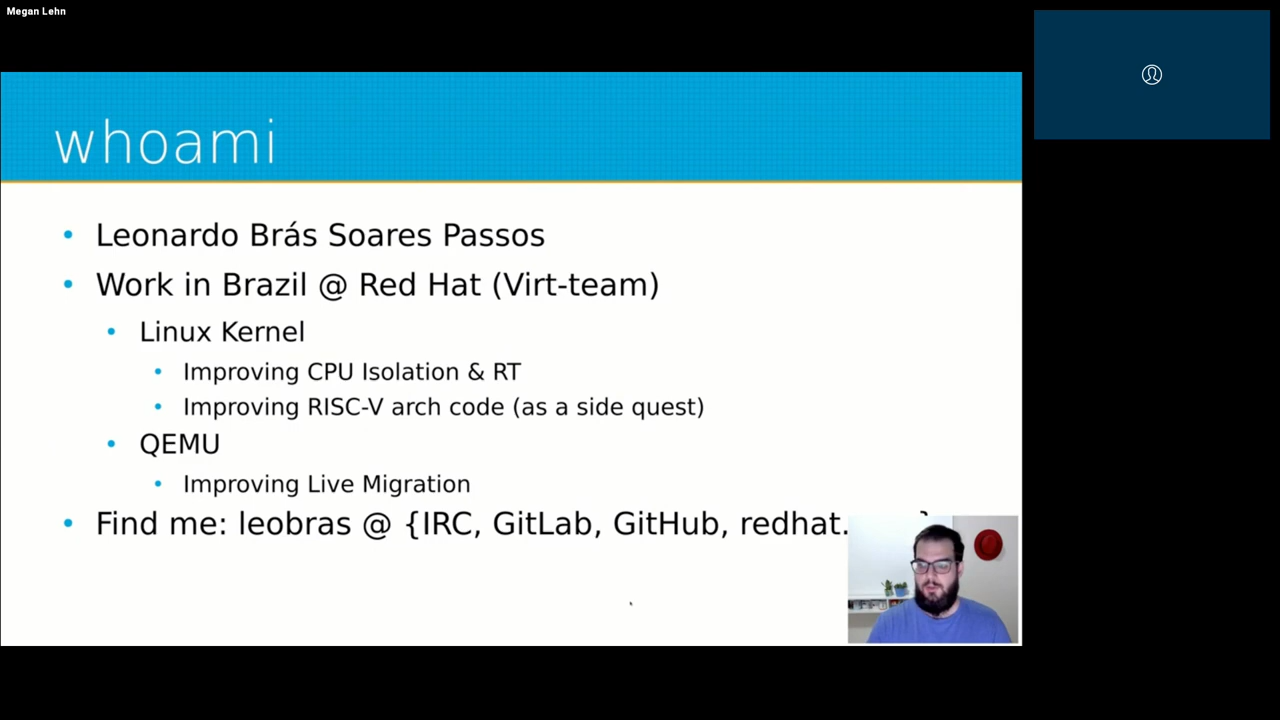 Megan Lehn
whoami
Leonardo Brás Soares Passos
Work in Brazil @ Red Hat (Virt-team)
Linux Kernel
Improving CPU Isolation & RT
Improving RISC-V arch code (as a side quest)
QEMU
Improving Live Migration
Find me: leobras @ {IRC, GitLab, GitHub, redhat.